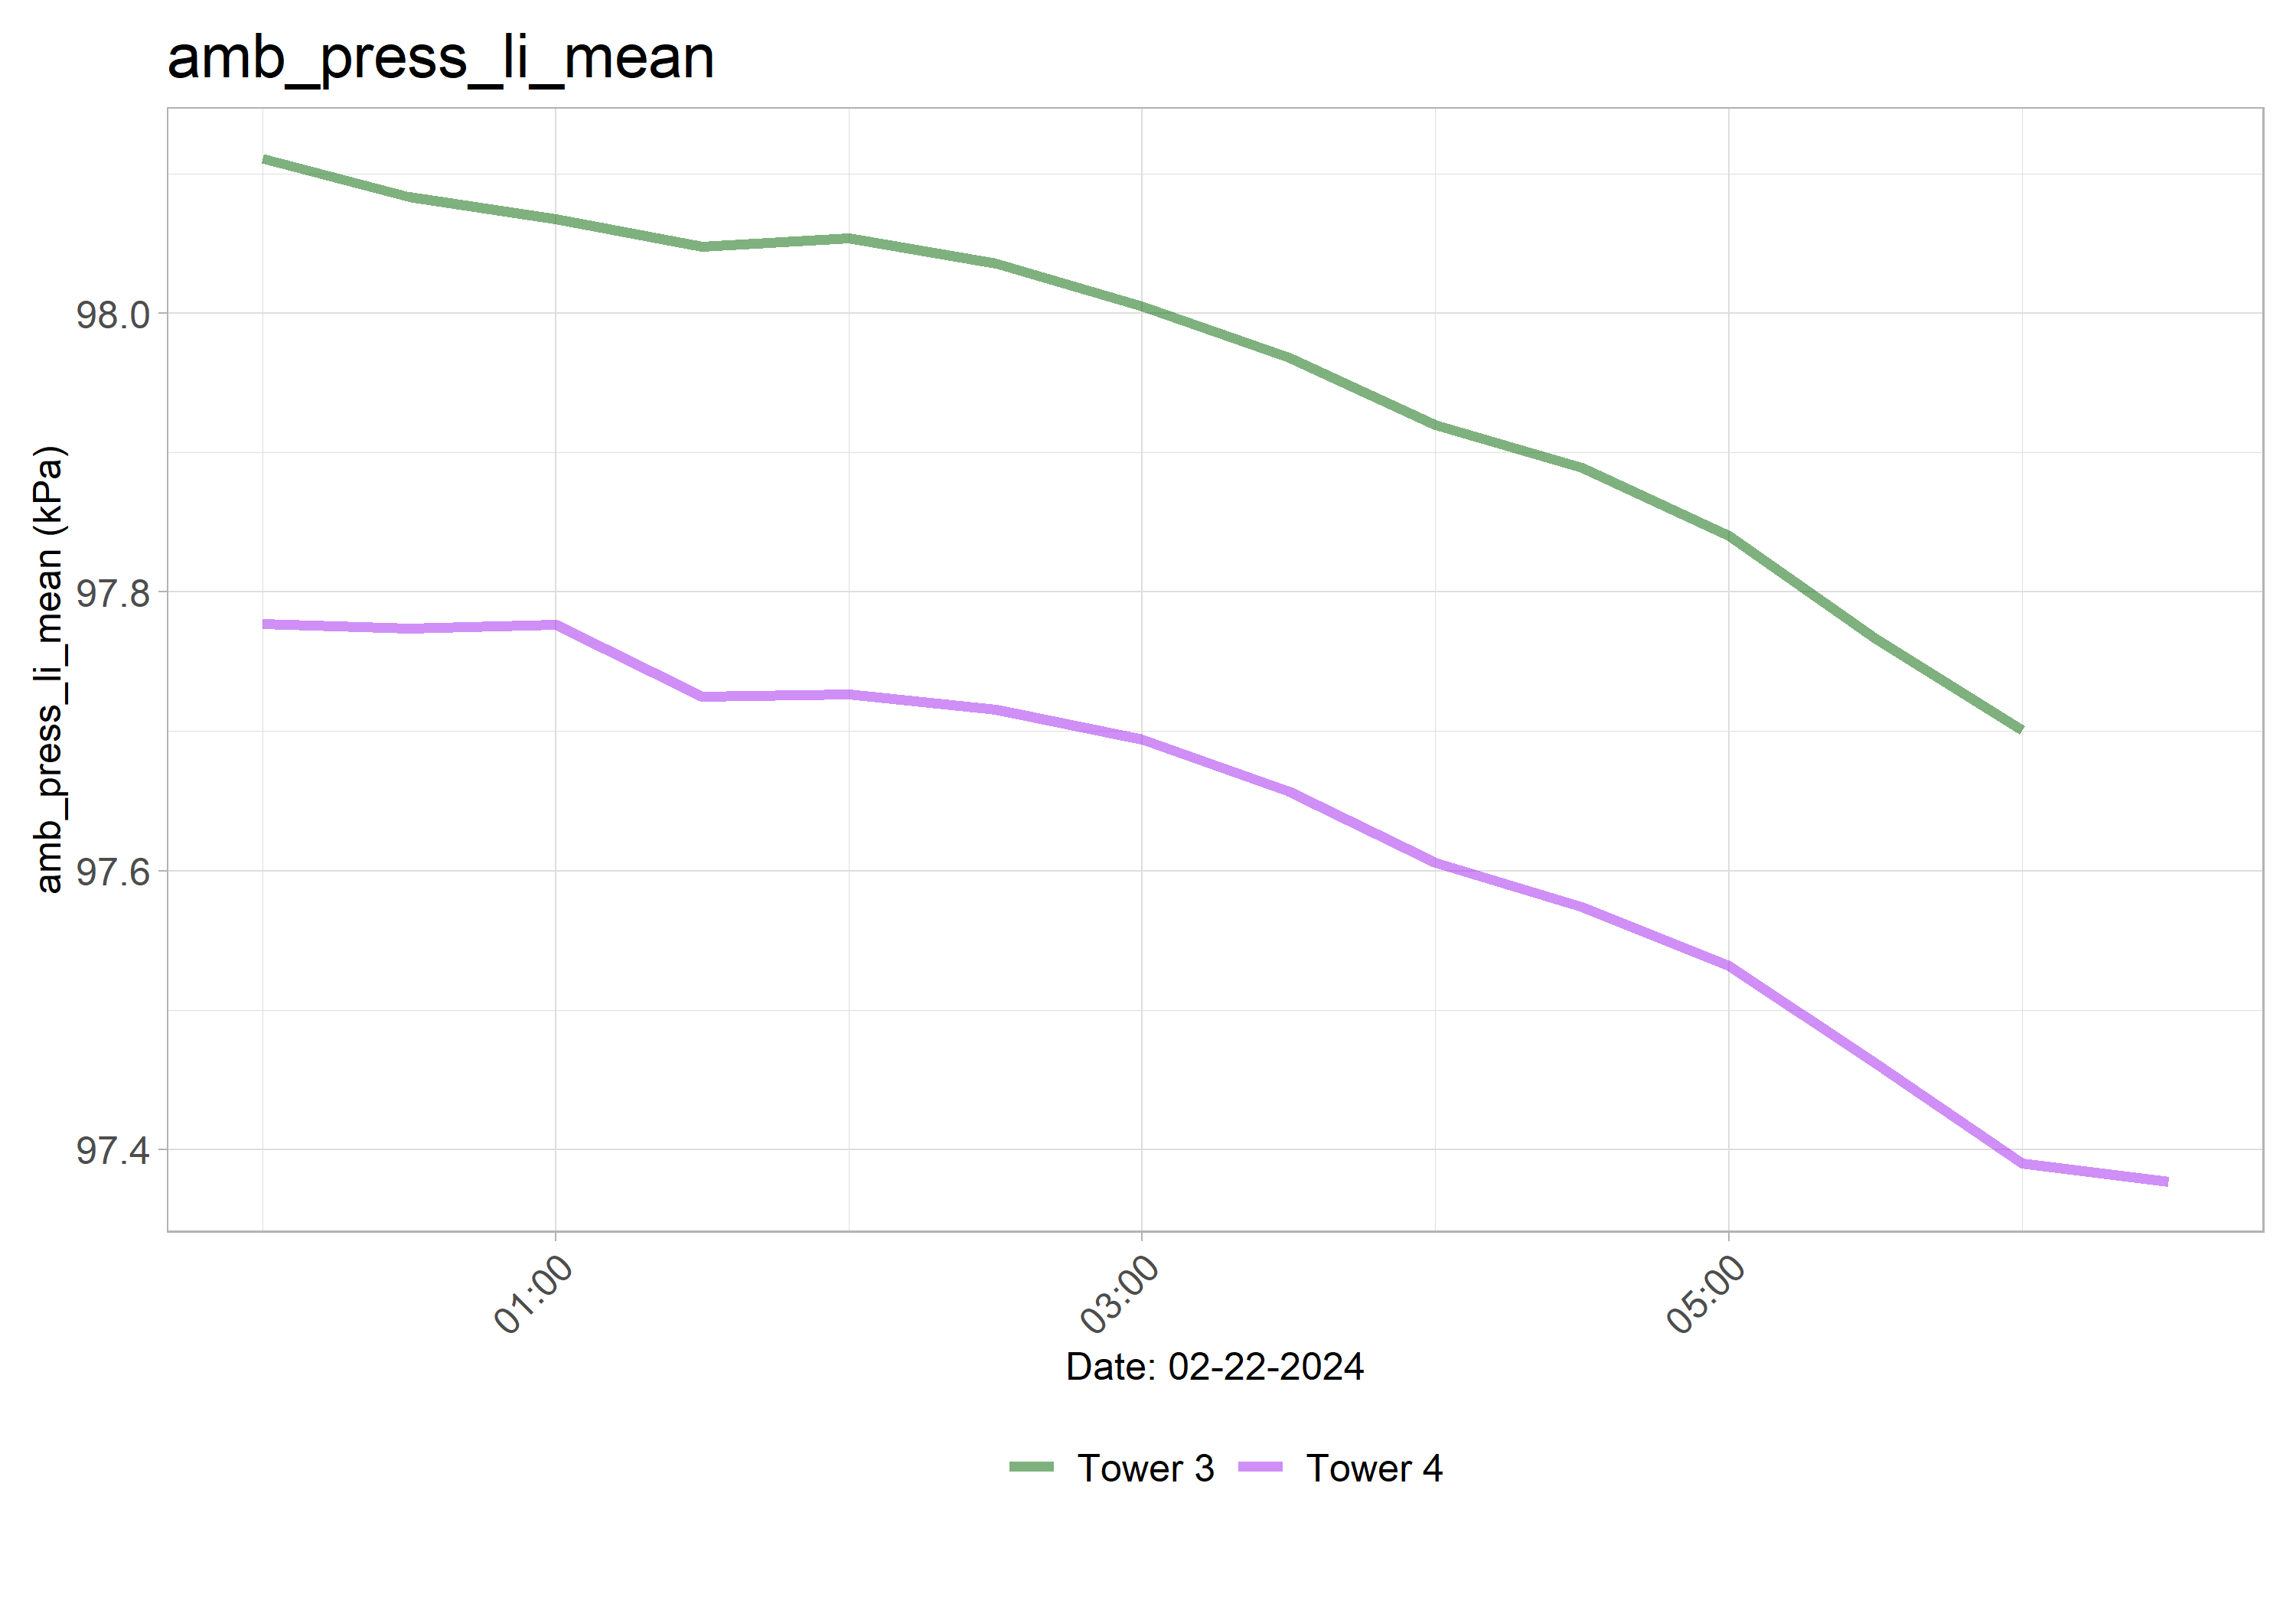 amb_press_li_mean
amb_press_li_mean (kPa)
98.0
97.8
97.6
97.4
01:00
03:00
05:00
Date: 02-22-2024
Tower 3
Tower 4